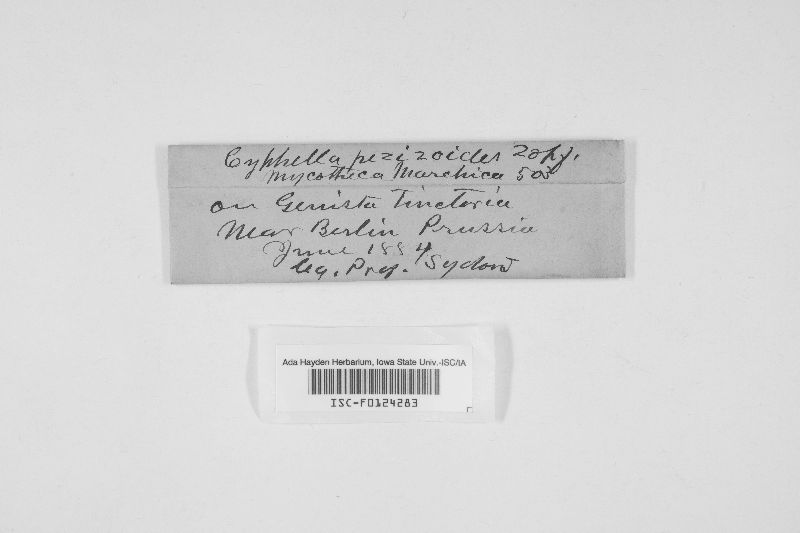 Cyphella pezizoides Zopf.
Mycotheca Marchica 505
on Genista Tinctoria
Near Berlin Prussia
June 1884
leg. Prof. Sydow
Ada Hayden Herbarium, Iowa State Univ.-ISC/IA
ISC-F0124283